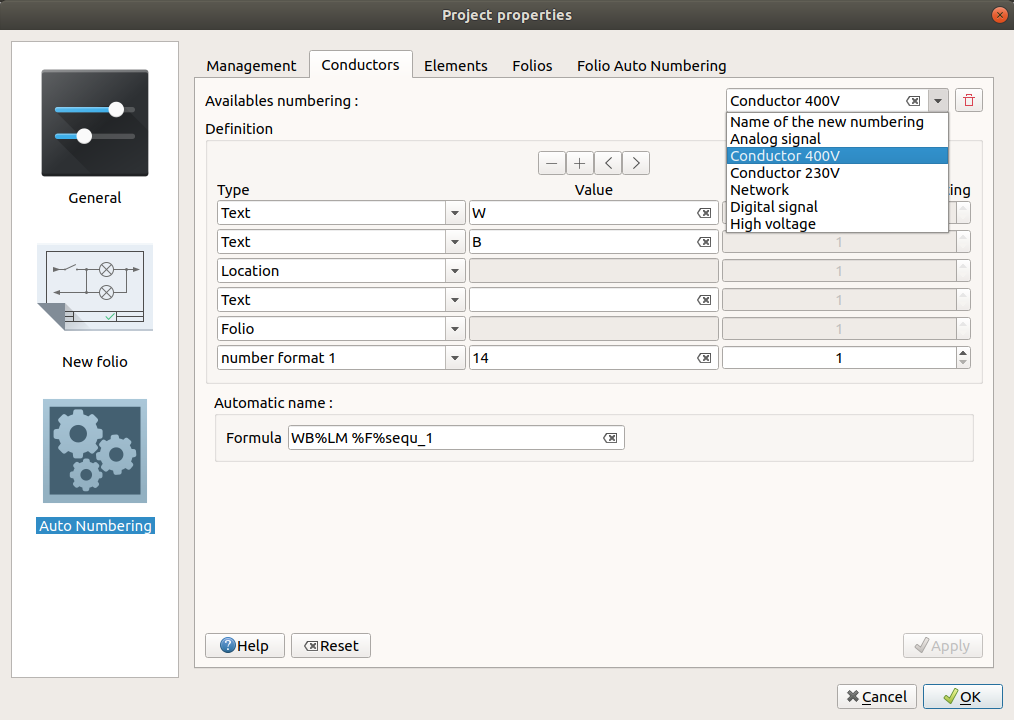 Project properties
General
New folio
Auto Numbering
Management Conductors Elements Folios Folio Auto Numbering
Availables numbering :
Conductor 400V
Name of the new numbering
Analog signal
Conductor 400V
Conductor 230V
Network
Digital signal
High voltage
Definition
Type Value
Text W
Text B 1
Location 1
Text 1
Folio 1
number format 1 14 1
Automatic name :
Formula WB%LM %F%sequ_1
Help Reset Apply
Cancel OK